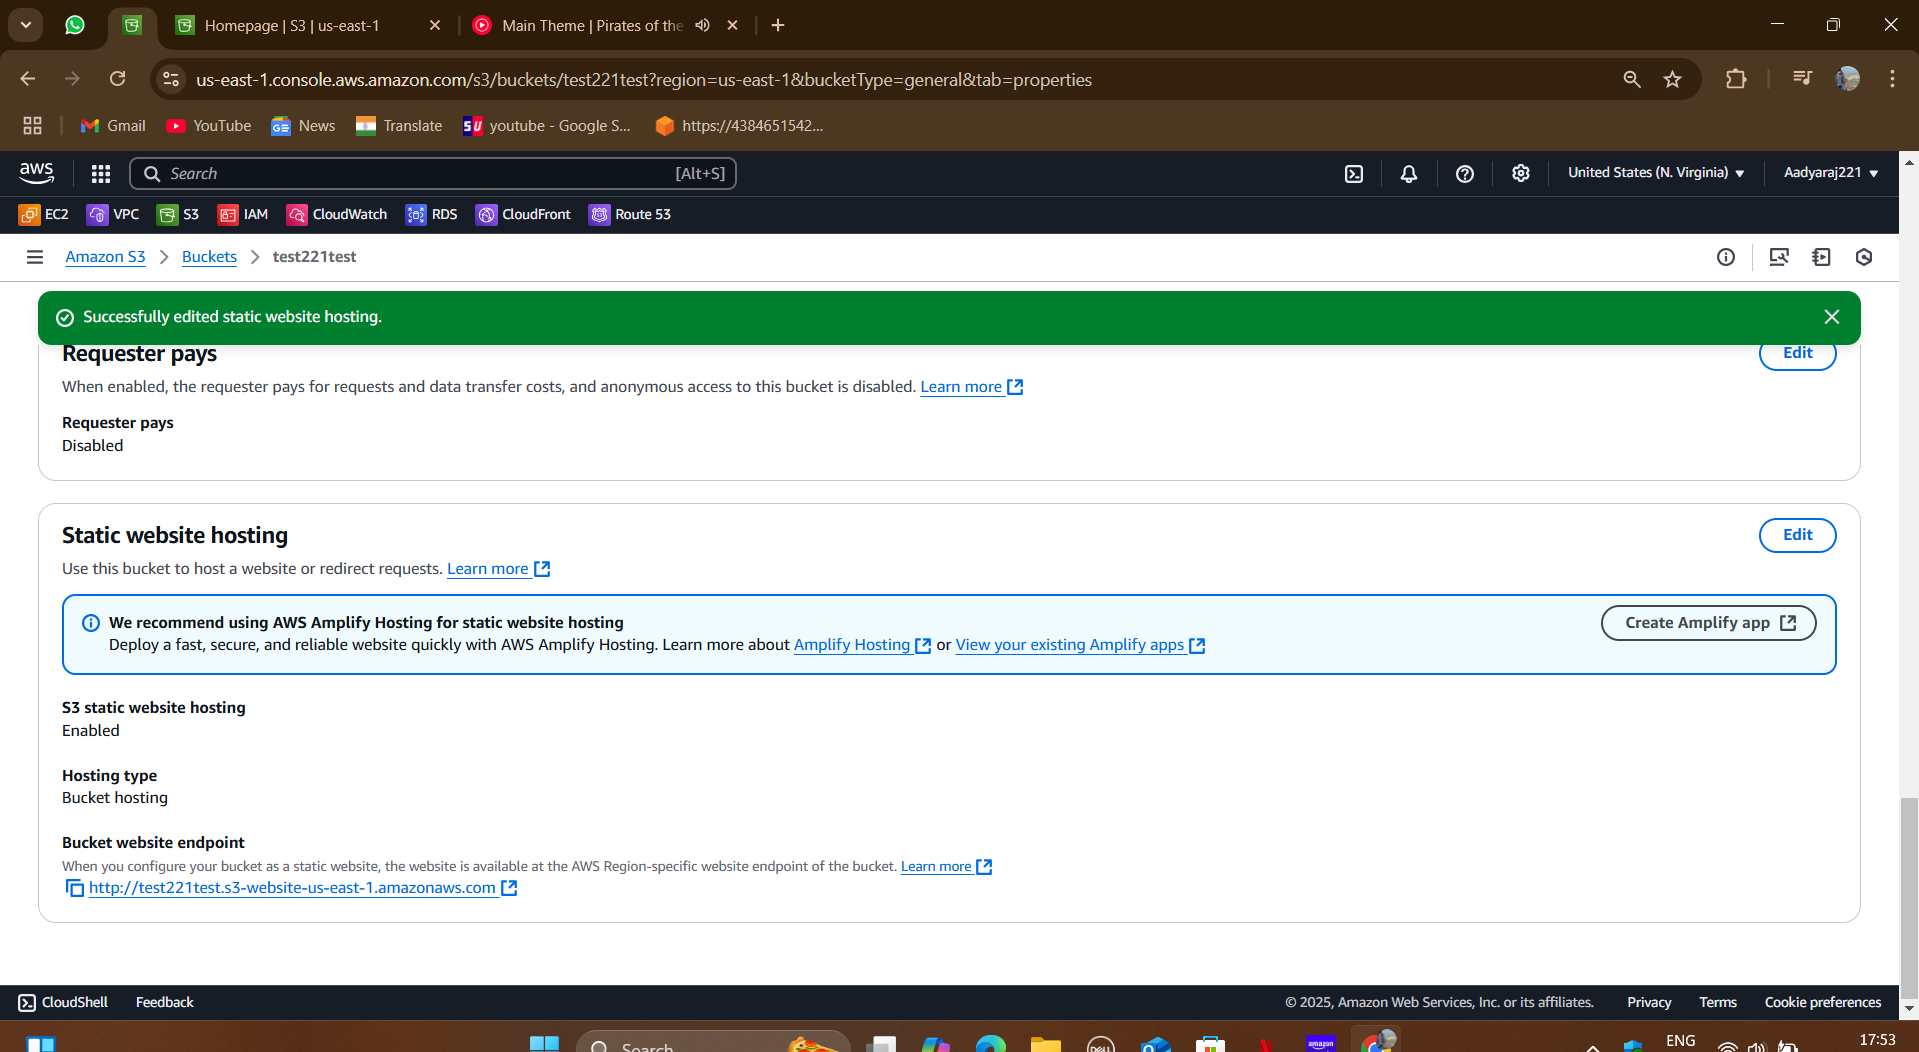 Homepage | S3 | us-east-1
Main Theme | Pirates of the
us-east-1.console.aws.amazon.com/s3/buckets/test221test?region=us-east-1&bucketType=general&tab=properties
Gmail
YouTube
News
Translate
youtube - Google S...
https://4384651542...
aws
Search
[Alt+S]
United States (N. Virginia)
Aadyaraj221
EC2
VPC
S3
IAM
CloudWatch
RDS
CloudFront
Route 53
Amazon S3
Buckets
test221test
Successfully edited static website hosting.
Requester pays
Edit
When enabled, the requester pays for requests and data transfer costs, and anonymous access to this bucket is disabled. Learn more
Requester pays
Disabled
Static website hosting
Edit
Use this bucket to host a website or redirect requests. Learn more
We recommend using AWS Amplify Hosting for static website hosting
Deploy a fast, secure, and reliable website quickly with AWS Amplify Hosting. Learn more about Amplify Hosting or View your existing Amplify apps
Create Amplify app
S3 static website hosting
Enabled
Hosting type
Bucket hosting
Bucket website endpoint
When you configure your bucket as a static website, the website is available at the AWS Region-specific website endpoint of the bucket. Learn more
http://test221test.s3-website-us-east-1.amazonaws.com
CloudShell
Feedback
© 2025, Amazon Web Services, Inc. or its affiliates.
Privacy
Terms
Cookie preferences
Search
DELL
amazon
ENG
17:53